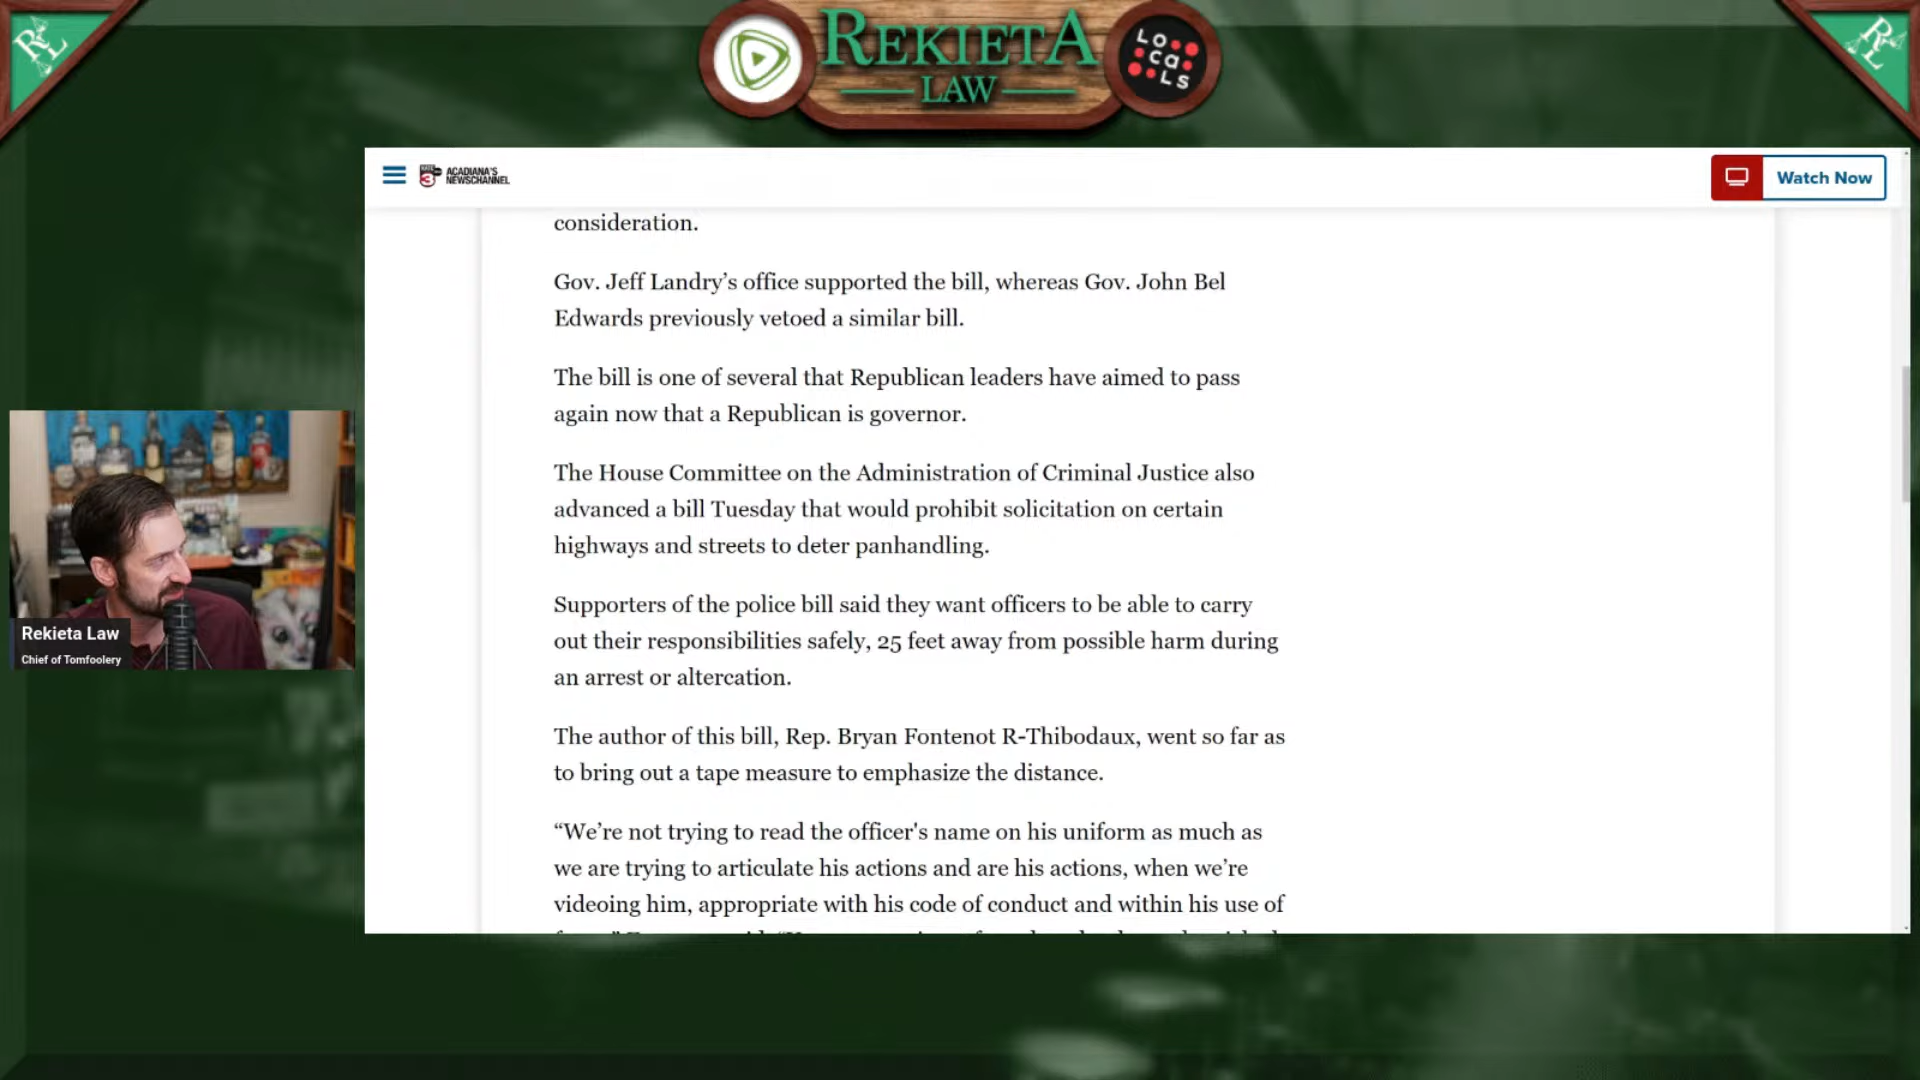 RL
REKIETA
LAW
LOCALS
RL
3
ACADIANA'S
NEWSCHANNEL
Watch Now
consideration.
Gov. Jeff Landry’s office supported the bill, whereas Gov. John Bel
Edwards previously vetoed a similar bill.
The bill is one of several that Republican leaders have aimed to pass
again now that a Republican is governor.
The House Committee on the Administration of Criminal Justice also
advanced a bill Tuesday that would prohibit solicitation on certain
highways and streets to deter panhandling.
Supporters of the police bill said they want officers to be able to carry
out their responsibilities safely, 25 feet away from possible harm during
an arrest or altercation.
The author of this bill, Rep. Bryan Fontenot R-Thibodaux, went so far as
to bring out a tape measure to emphasize the distance.
“We’re not trying to read the officer's name on his uniform as much as
we are trying to articulate his actions and are his actions, when we’re
videoing him, appropriate with his code of conduct and within his use of
Rekieta Law
Chief of Tomfoolery